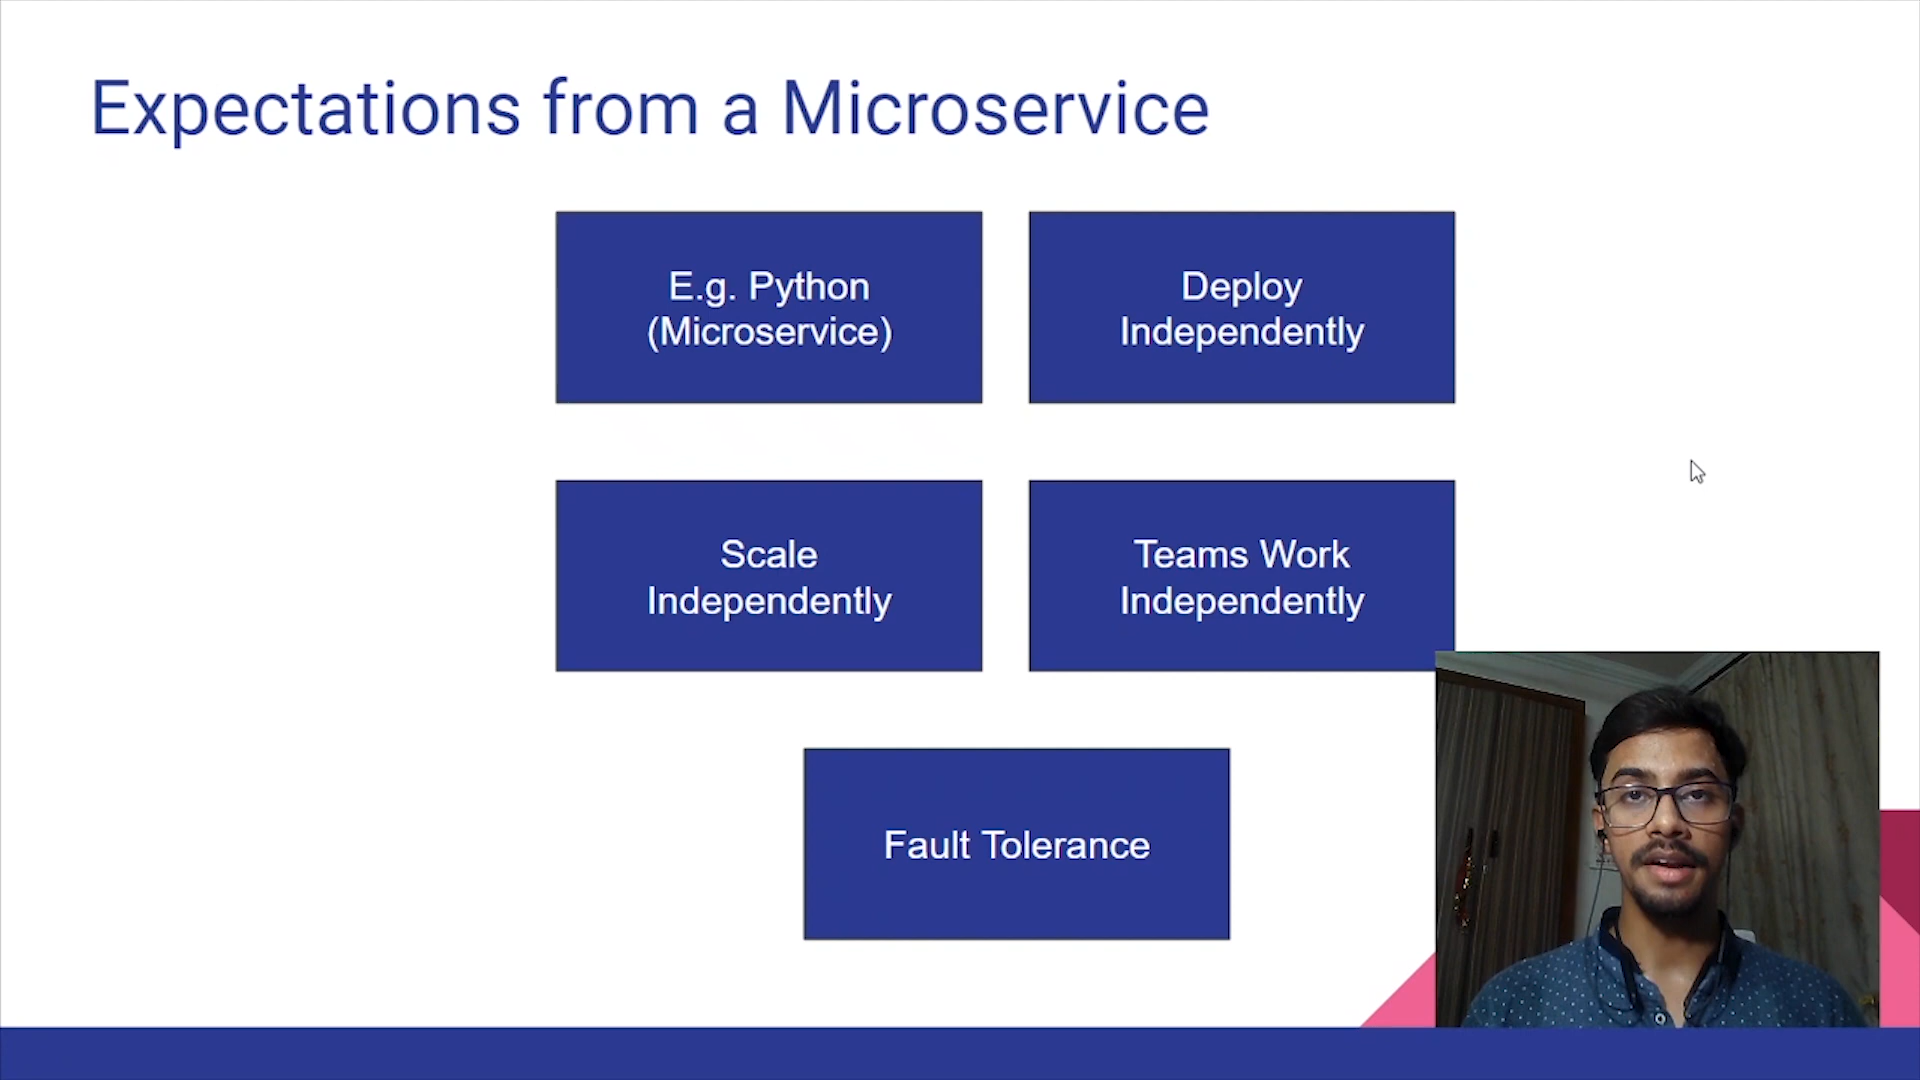 Expectations from a Microservice
E.g. Python
(Microservice)
Deploy
Independently
Scale
Independently
Teams Work
Independently
Fault Tolerance